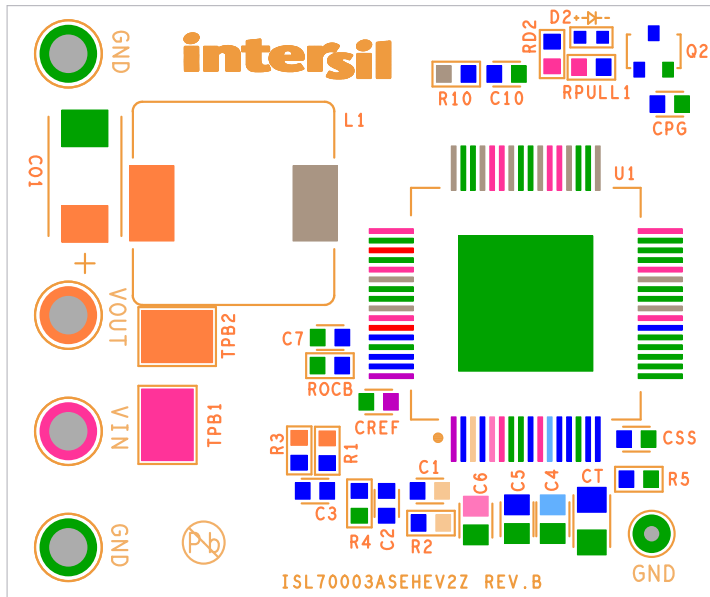 GND
intersil
D2
RD2
Q2
R10
C10
RPULL1
CPG
CO1
L1
U1
+
VOUT
TPB2
C7
ROCB
VIN
TPB1
CREF
R3
R1
CSS
C1
C6
C5
C4
CT
R5
C3
R4
C2
R2
GND
Pb
GND
ISL70003ASEHEV2Z REV.B